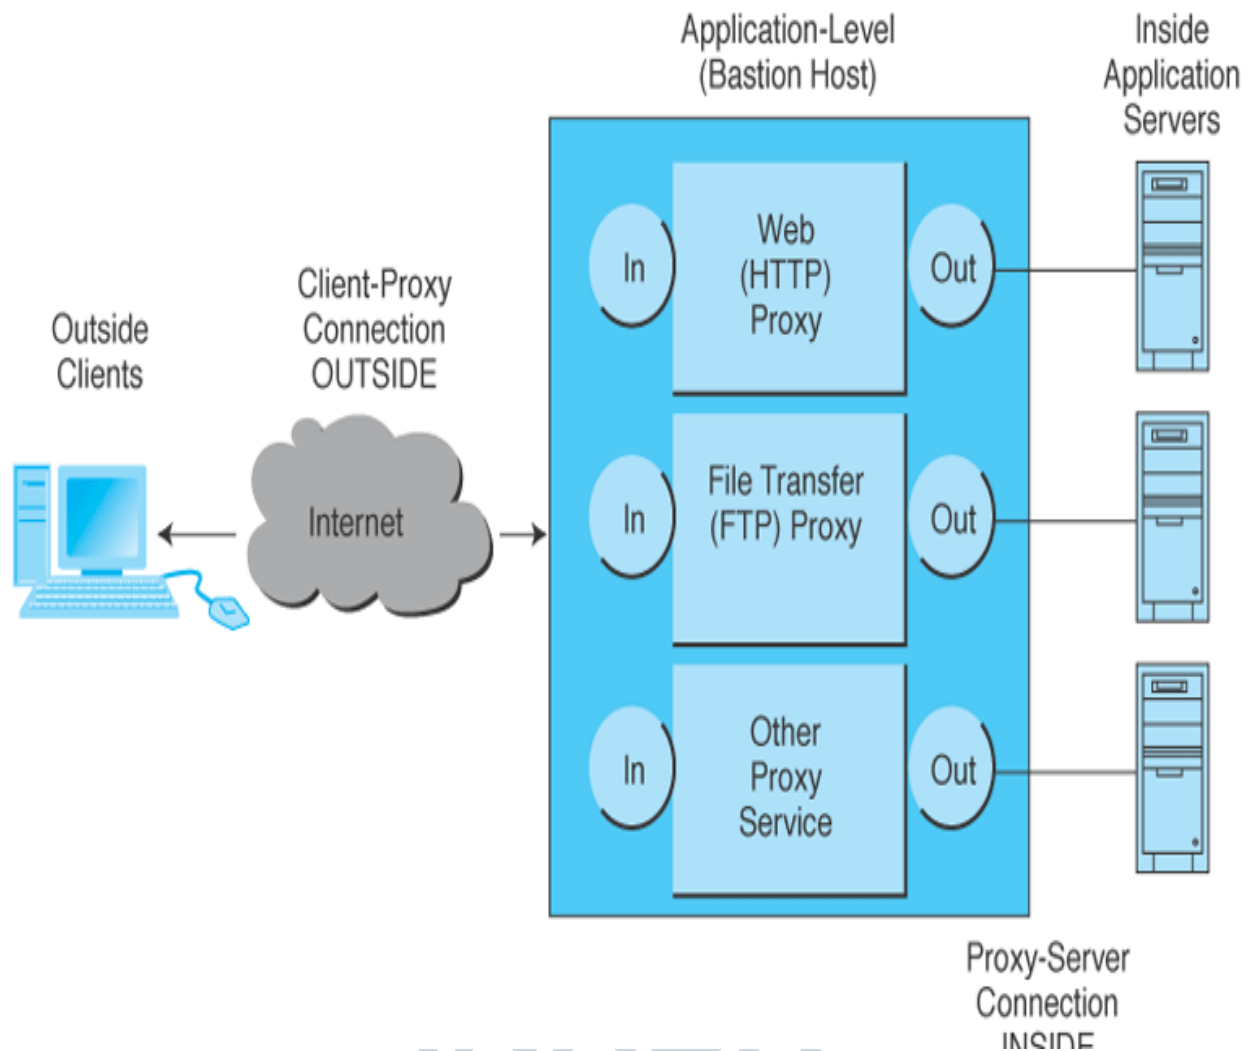 Application-Level
(Bastion Host)
Inside
Application
Servers
Outside
Clients
Client-Proxy
Connection
OUTSIDE
Internet
In
Web
(HTTP)
Proxy
Out
In
File Transfer
(FTP) Proxy
Out
In
Other
Proxy
Service
Out
Proxy-Server
Connection
INSIDE